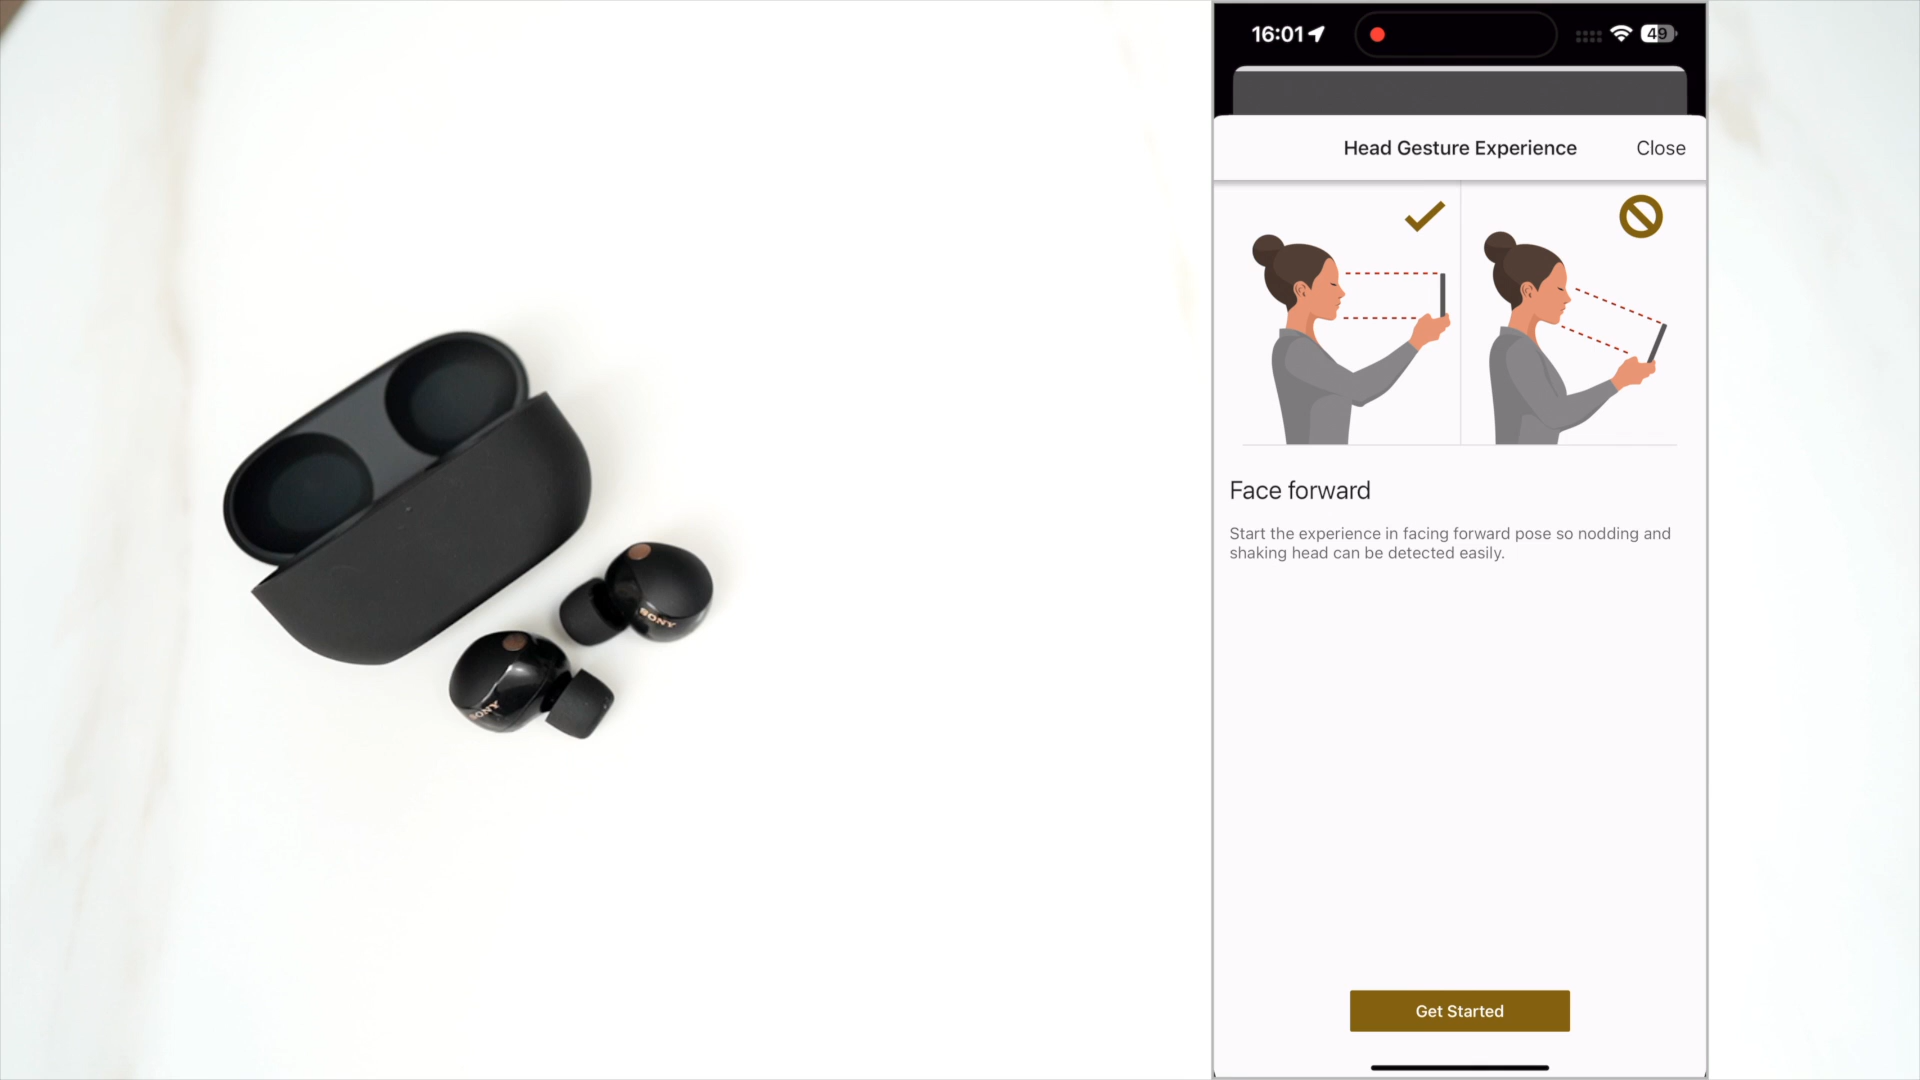 16:01
49
Head Gesture Experience
Close
Face forward
Start the experience in facing forward pose so nodding and
shaking head can be detected easily.
Get Started
SONY
SONY